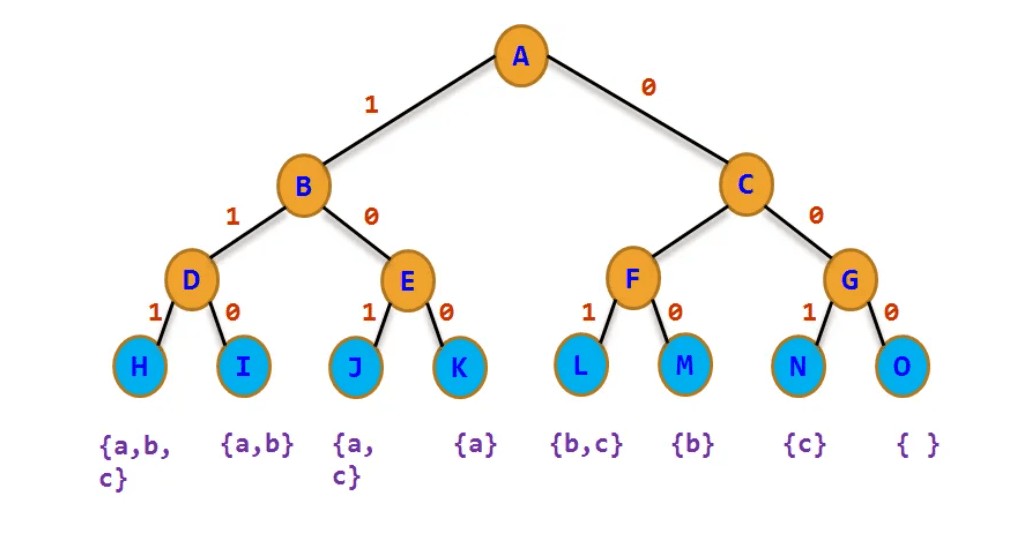 A
1
0
B
C
1
0
0
D
E
F
G
1
0
1
0
1
0
1
0
H
I
J
K
L
M
N
O
{a,b,
c}
{a,b}
{a,
c}
{a}
{b,c}
{b}
{c}
{ }